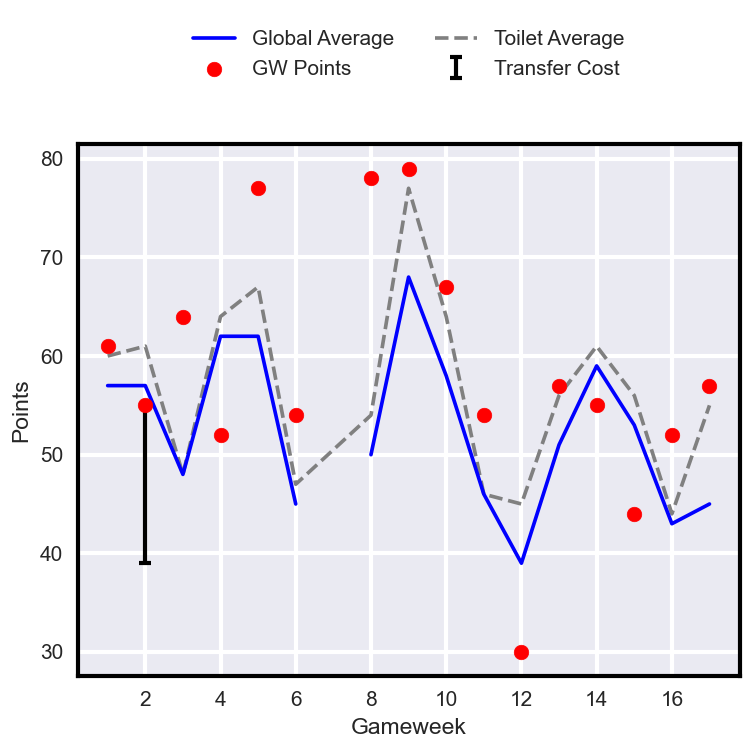 Global Average
GW Points
Toilet Average
Transfer Cost
80
70
60
50
40
30
Points
2 4 6 8 10 12 14 16
Gameweek